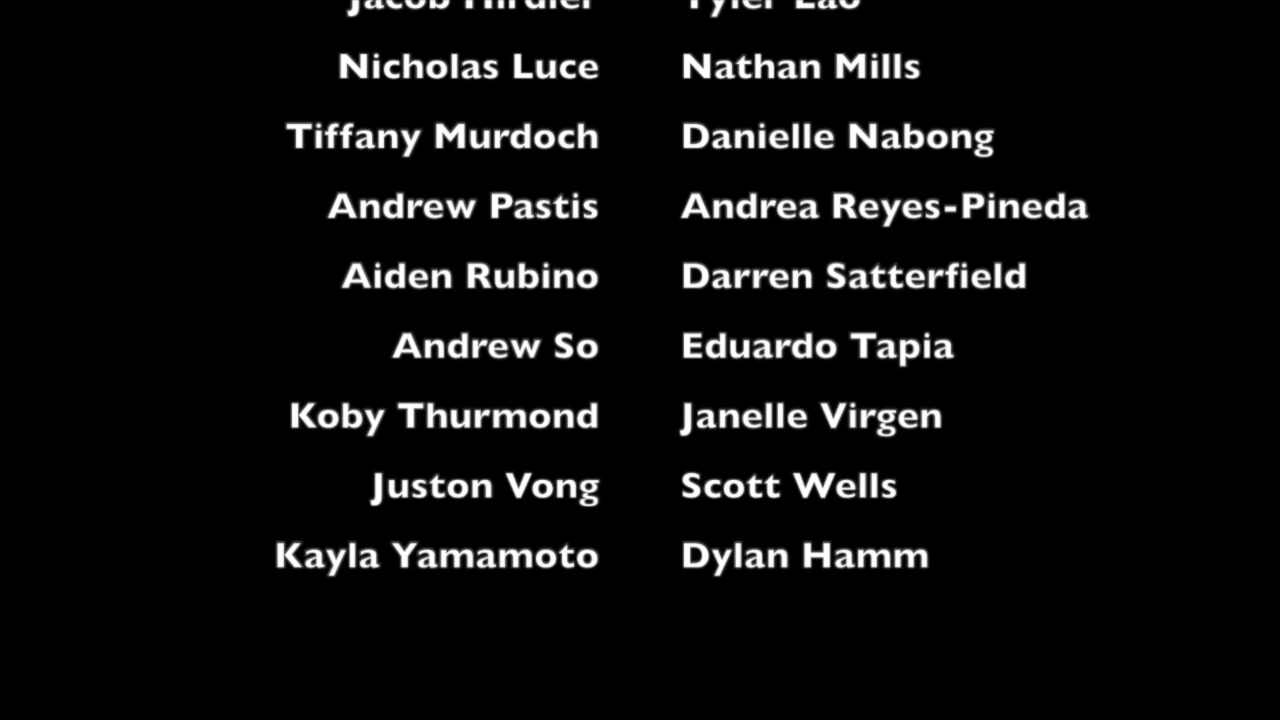 Nicholas Luce Nathan Mills
Tiffany Murdoch Danielle Nabong
Andrew Pastis Andrea Reyes-Pineda
Aiden Rubino Darren Satterfield
Andrew So Eduardo Tapia
Koby Thurmond Janelle Virgen
Juston Vong Scott Wells
Kayla Yamamoto Dylan Hamm